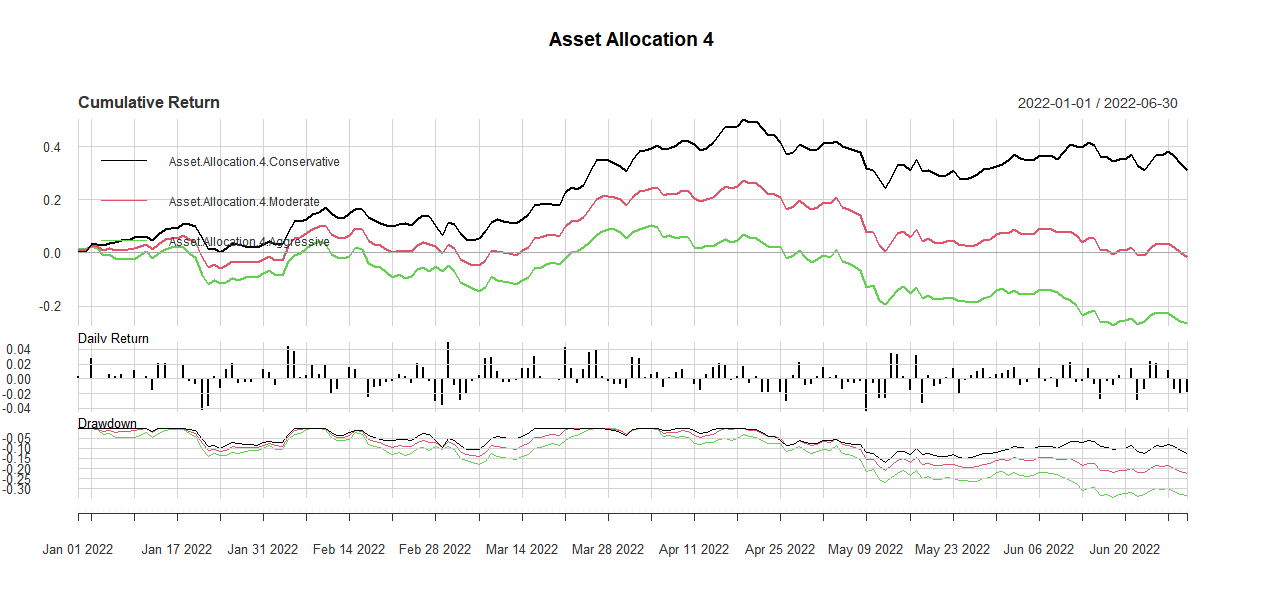 Asset Allocation 4
Cumulative Return
2022-01-01 / 2022-06-30
0.4
0.2
0.0
-0.2
Asset.Allocation.4.Conservative
Asset.Allocation.4.Moderate
Asset.Allocation.4.Aggressive
Daily Return
0.04
0.02
0.00
-0.02
-0.04
Drawdown
-0.05
-0.10
-0.15
-0.20
-0.25
-0.30
Jan 01 2022 Jan 17 2022 Jan 31 2022 Feb 14 2022 Feb 28 2022 Mar 14 2022 Mar 28 2022 Apr 11 2022 Apr 25 2022 May 09 2022 May 23 2022 Jun 06 2022 Jun 20 2022